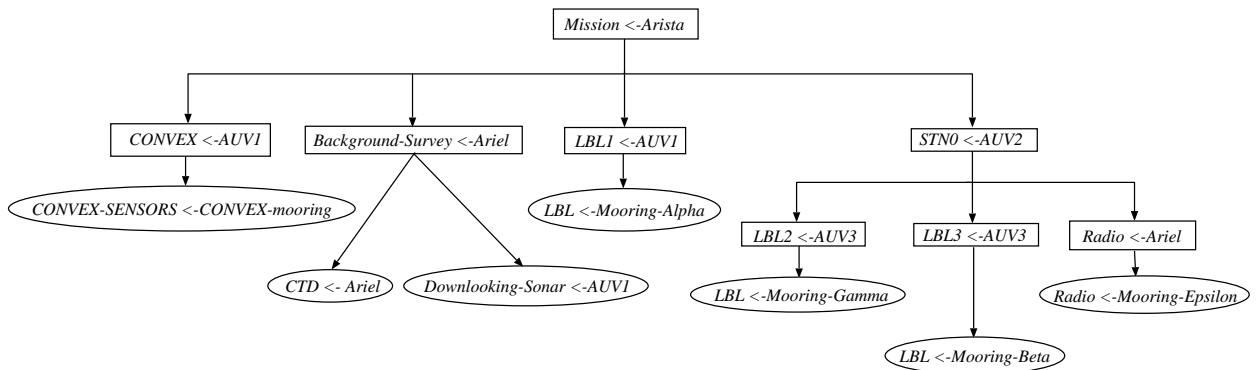 Mission <-Arista
CONVEX <-AUV1
Background-Survey <-Ariel
LBL1 <-AUV1
STN0 <-AUV2
CONVEX-SENSORS <-CONVEX-mooring
LBL <-Mooring-Alpha
LBL2 <-AUV3
LBL3 <-AUV3
Radio <-Ariel
CTD <- Ariel
Downlooking-Sonar <-AUV1
LBL <-Mooring-Gamma
Radio <-Mooring-Epsilon
LBL <-Mooring-Beta